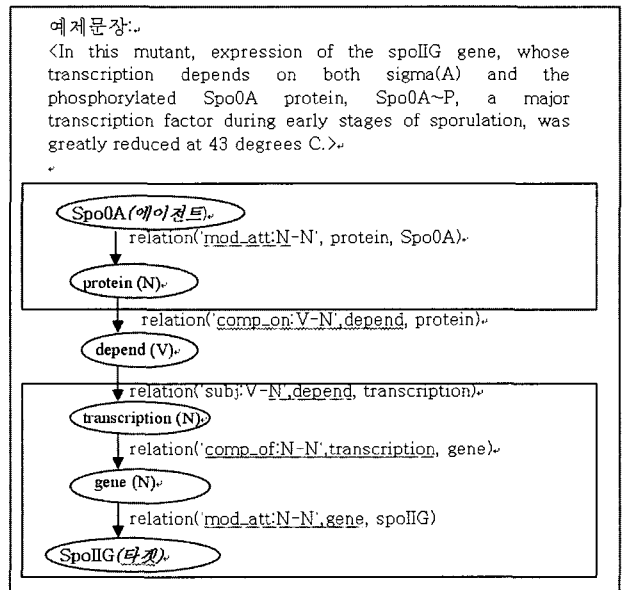 예제문장:
<In this mutant, expression of the spoIIG gene, whose
transcription depends on both sigma(A) and the
phosphorylated Spo0A protein, Spo0A~P, a major
transcription factor during early stages of sporulation, was
greatly reduced at 43 degrees C.>
Spo0A(에이전트)
relation('mod_att:N-N', protein, Spo0A)
protein (N)
relation('comp_on:V-N',depend, protein)
depend (V)
relation('subj:V-N',depend, transcription)
transcription (N)
relation('comp_of:N-N',transcription, gene)
gene (N)
relation('mod_att:N-N',gene, spoIIG)
SpoIIG(타겟)